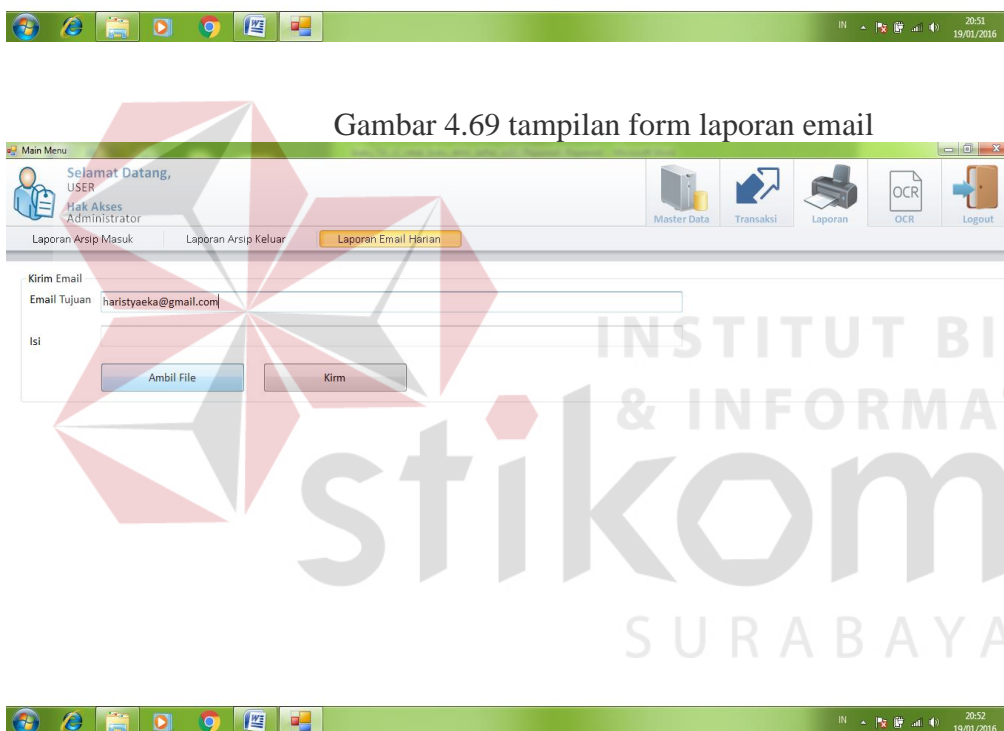 IN
20:51
19/01/2016
Gambar 4.69 tampilan form laporan email
Main Menu
Selamat Datang,
USER
Hak Akses
Administrator
Master Data
Transaksi
Laporan
OCR
OCR
Logout
Laporan Arsip Masuk
Laporan Arsip Keluar
Laporan Email Harian
Kirim Email
Email Tujuan
haristyaeka@gmail.com
Isi
Ambil File
Kirm
INSTITUT BI
& INFORMA
stikom
SURABAYA
IN
20:52
19/01/2016